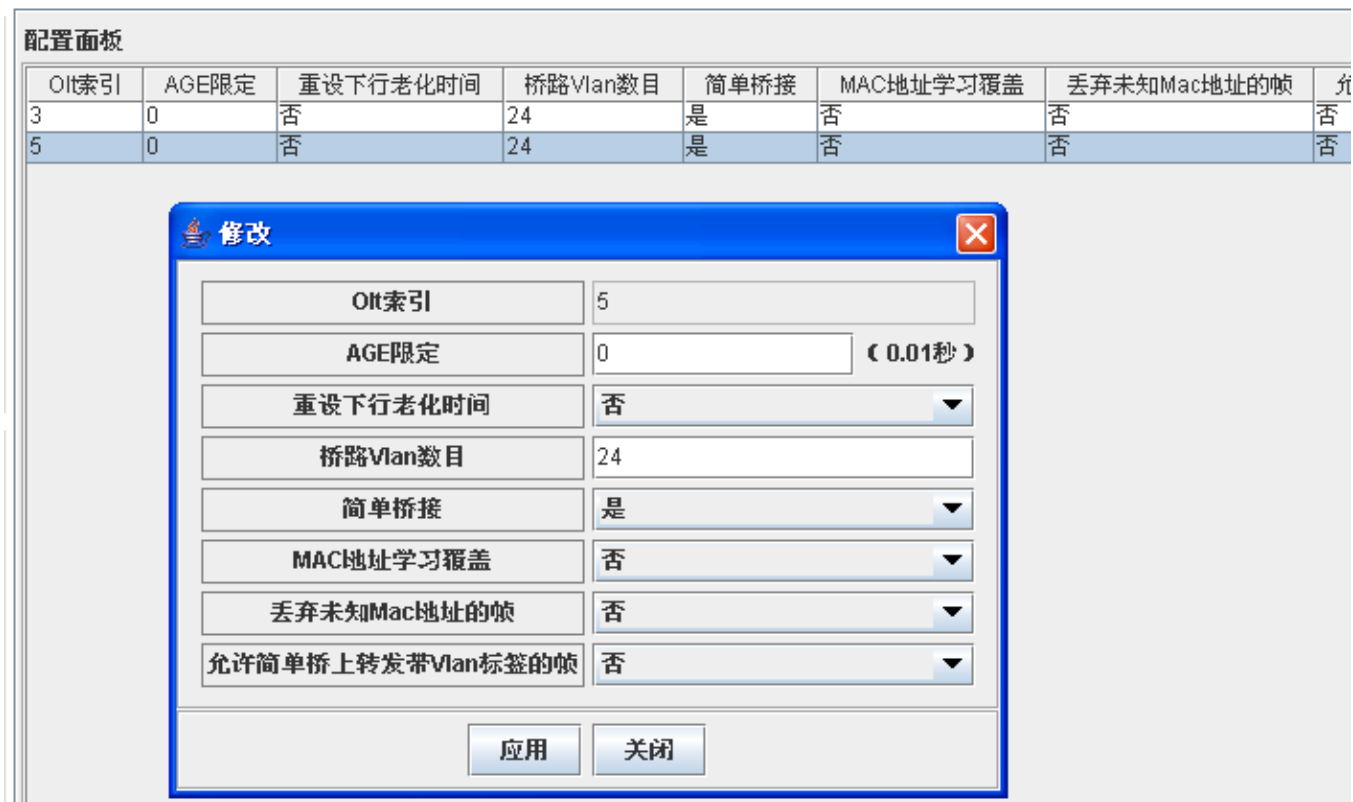 配置面板
Olt索引 AGE限定 重设下行老化时间 桥路Vlan数目 简单桥接 MAC地址学习覆盖 丢弃未知Mac地址的帧 允
3 0 否 24 是 否 否 否
5 0 否 24 是 否 否 否
修改
Olt索引 5
AGE限定 0 (0.01秒)
重设下行老化时间 否
桥路Vlan数目 24
简单桥接 是
MAC地址学习覆盖 否
丢弃未知Mac地址的帧 否
允许简单桥上转发带Vlan标签的帧 否
应用 关闭